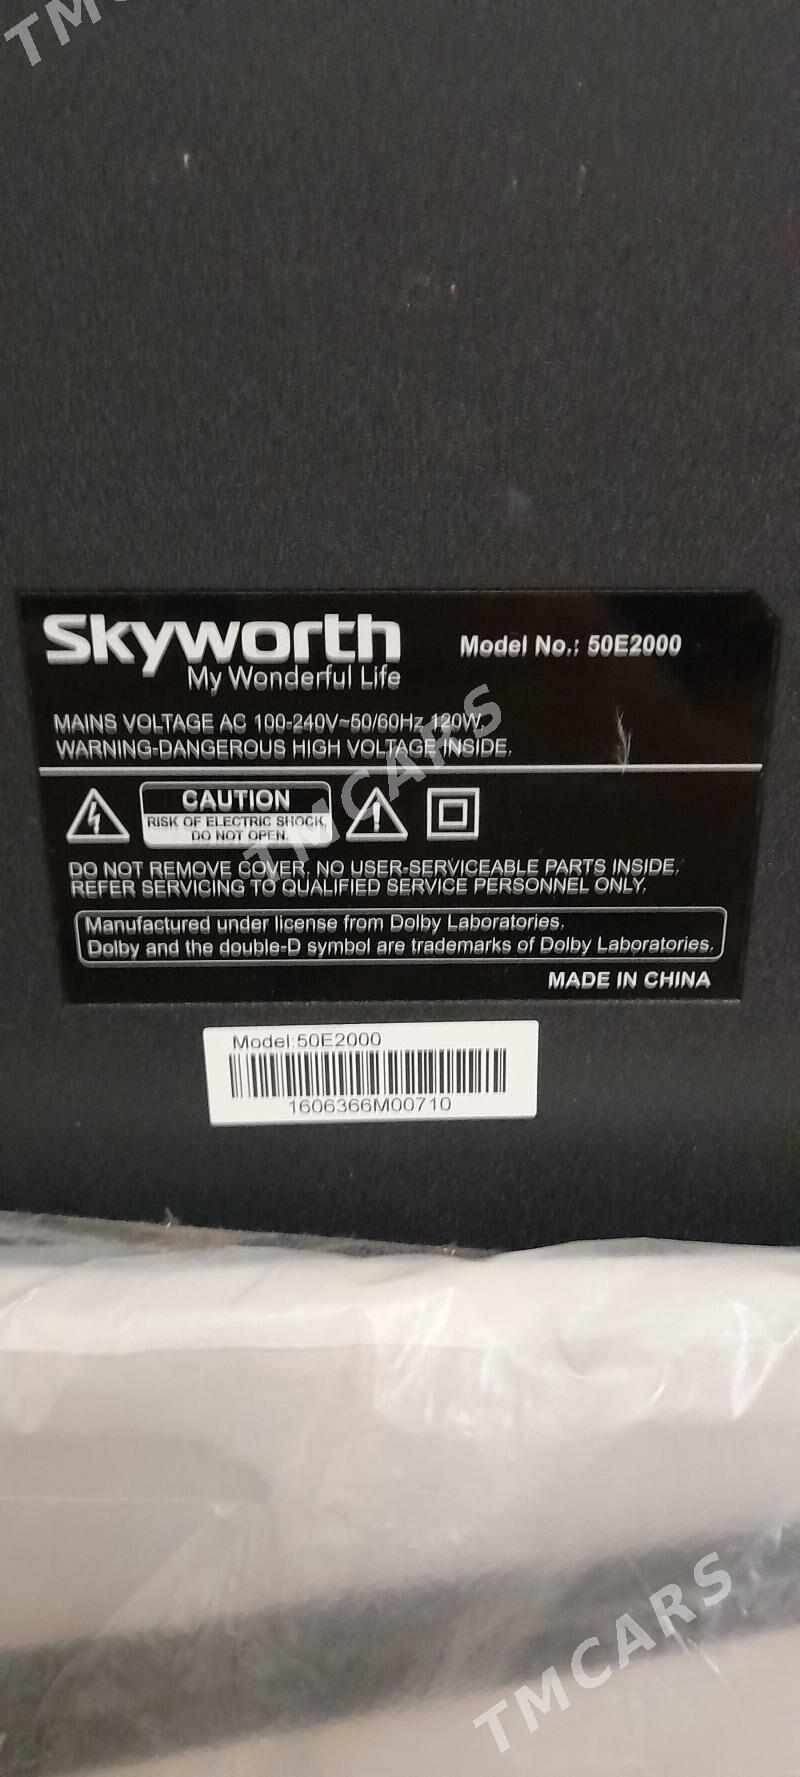 TMCARS
Skyworth
My Wonderful Life
Model No.: 50E2000
MAINS VOLTAGE AC 100-240V~50/60Hz 120W.
WARNING-DANGEROUS HIGH VOLTAGE INSIDE.
CAUTION
RISK OF ELECTRIC SHOCK,
DO NOT OPEN.
DO NOT REMOVE COVER, NO USER-SERVICEABLE PARTS INSIDE.
REFER SERVICING TO QUALIFIED SERVICE PERSONNEL ONLY.
Manufactured under license from Dolby Laboratories.
Dolby and the double-D symbol are trademarks of Dolby Laboratories.
MADE IN CHINA
TMCARS
Model:50E2000
1606366M00710
TMCARS